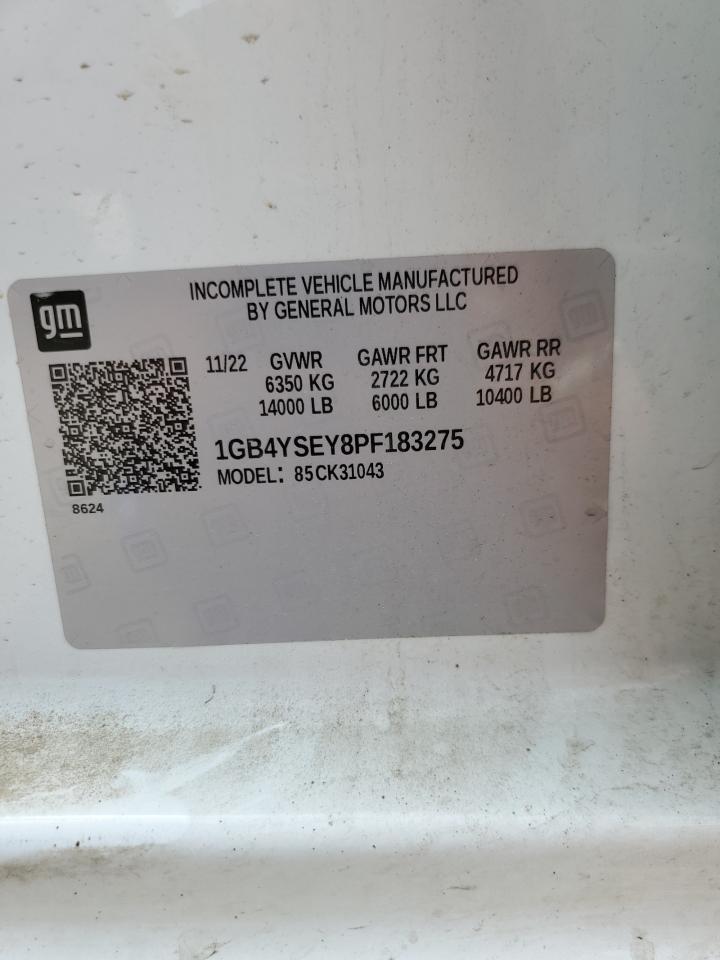 INCOMPLETE VEHICLE MANUFACTURED
BY GENERAL MOTORS LLC
gm
11/22 GVWR GAWR FRT GAWR RR
6350 KG 2722 KG 4717 KG
14000 LB 6000 LB 10400 LB
1GB4YSEY8PF183275
MODEL: 85CK31043
8624